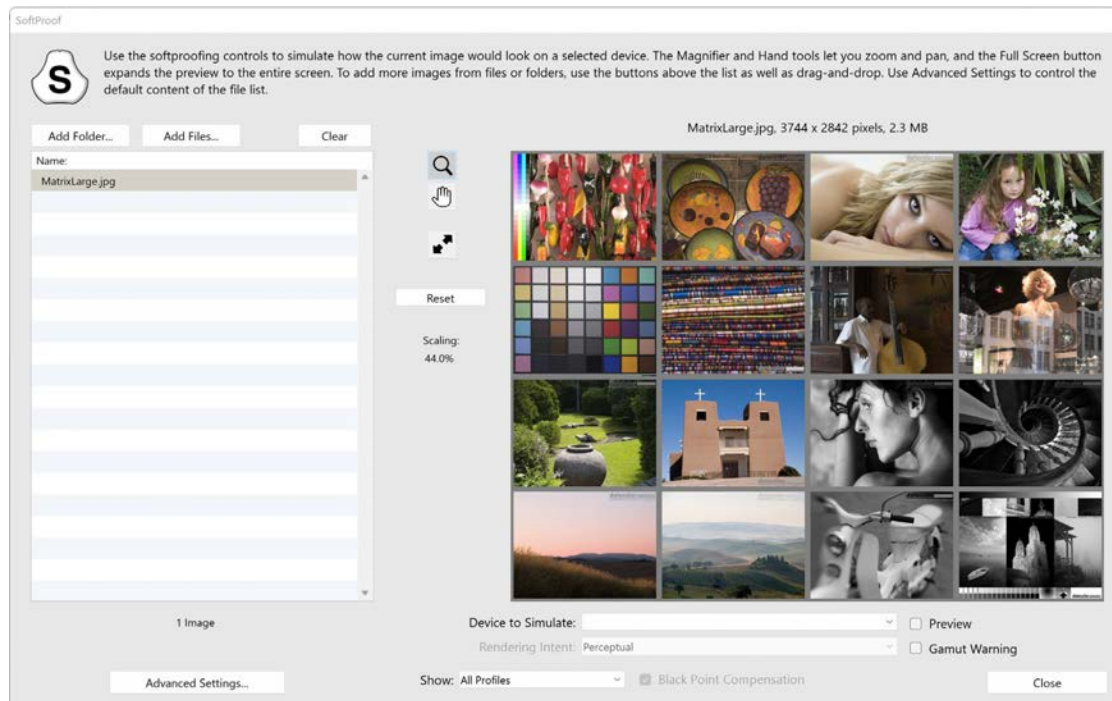 SoftProof
Use the softproofing controls to simulate how the current image would look on a selected device. The Magnifier and Hand tools let you zoom and pan, and the Full Screen button
expands the preview to the entire screen. To add more images from files or folders, use the buttons above the list as well as drag-and-drop. Use Advanced Settings to control the
default content of the file list.
S
Add Folder...
Add Files...
Clear
MatrixLarge.jpg, 3744 x 2842 pixels, 2.3 MB
Name:
MatrixLarge.jpg
Reset
Scaling:
44.0%
1 Image
Device to Simulate:
Preview
Rendering Intent: Perceptual
Gamut Warning
Advanced Settings...
Show: All Profiles
Black Point Compensation
Close